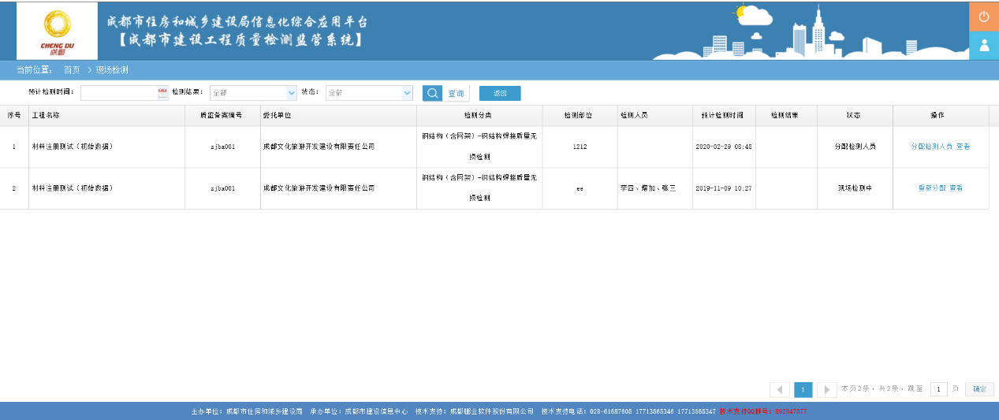 成都市住房和城乡建设局信息化综合应用平台
【成都市建设工程质量检测监管系统】
CHENG DU
成都
当前位置： 首页 > 现场检测
预计检测时间： 检测结果： 全部 状态： 全部 查询 返回
序号 工程名称 质监备案编号 委托单位 检测分类 检测部位 检测人员 预计检测时间 检测结果 状态 操作
1 材料注册测试（初始数据） zjba001 成都文化旅游开发建设有限责任公司 钢结构（含网架）-钢结构焊接质量无 1212 2020-02-29 08:48 分配检测人员 分配检测人员 查看
损检测
2 材料注册测试（初始数据） zjba001 成都文化旅游开发建设有限责任公司 钢结构（含网架）-钢结构焊接质量无 ee 李四、增加、张三 2019-11-09 10:27 现场检测中 重新分配 查看
损检测
1 本页2条，共2条，跳至 1 页 确定
主办单位：成都市住房和城乡建设局 承办单位：成都市建设信息中心 技术支持：成都鹏业软件股份有限公司 技术支持电话：028-61687605 17713565346 17713565347 技术支持QQ群号：892547077